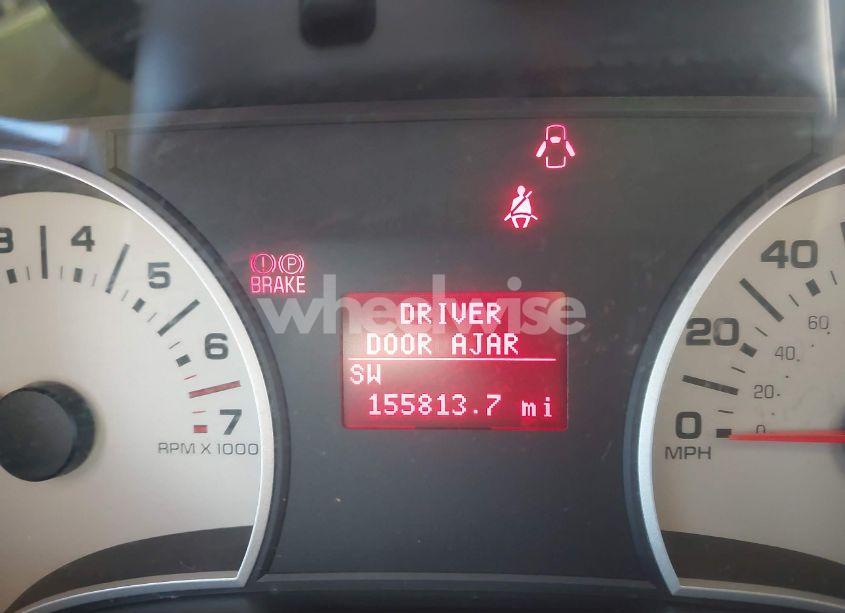 3 4 5 6 7
RPM X 1000
(!) (P)
BRAKE
wheelwise
DRIVER
DOOR AJAR
SW
155813.7 mi
40
20
0
MPH
60
40
20
0